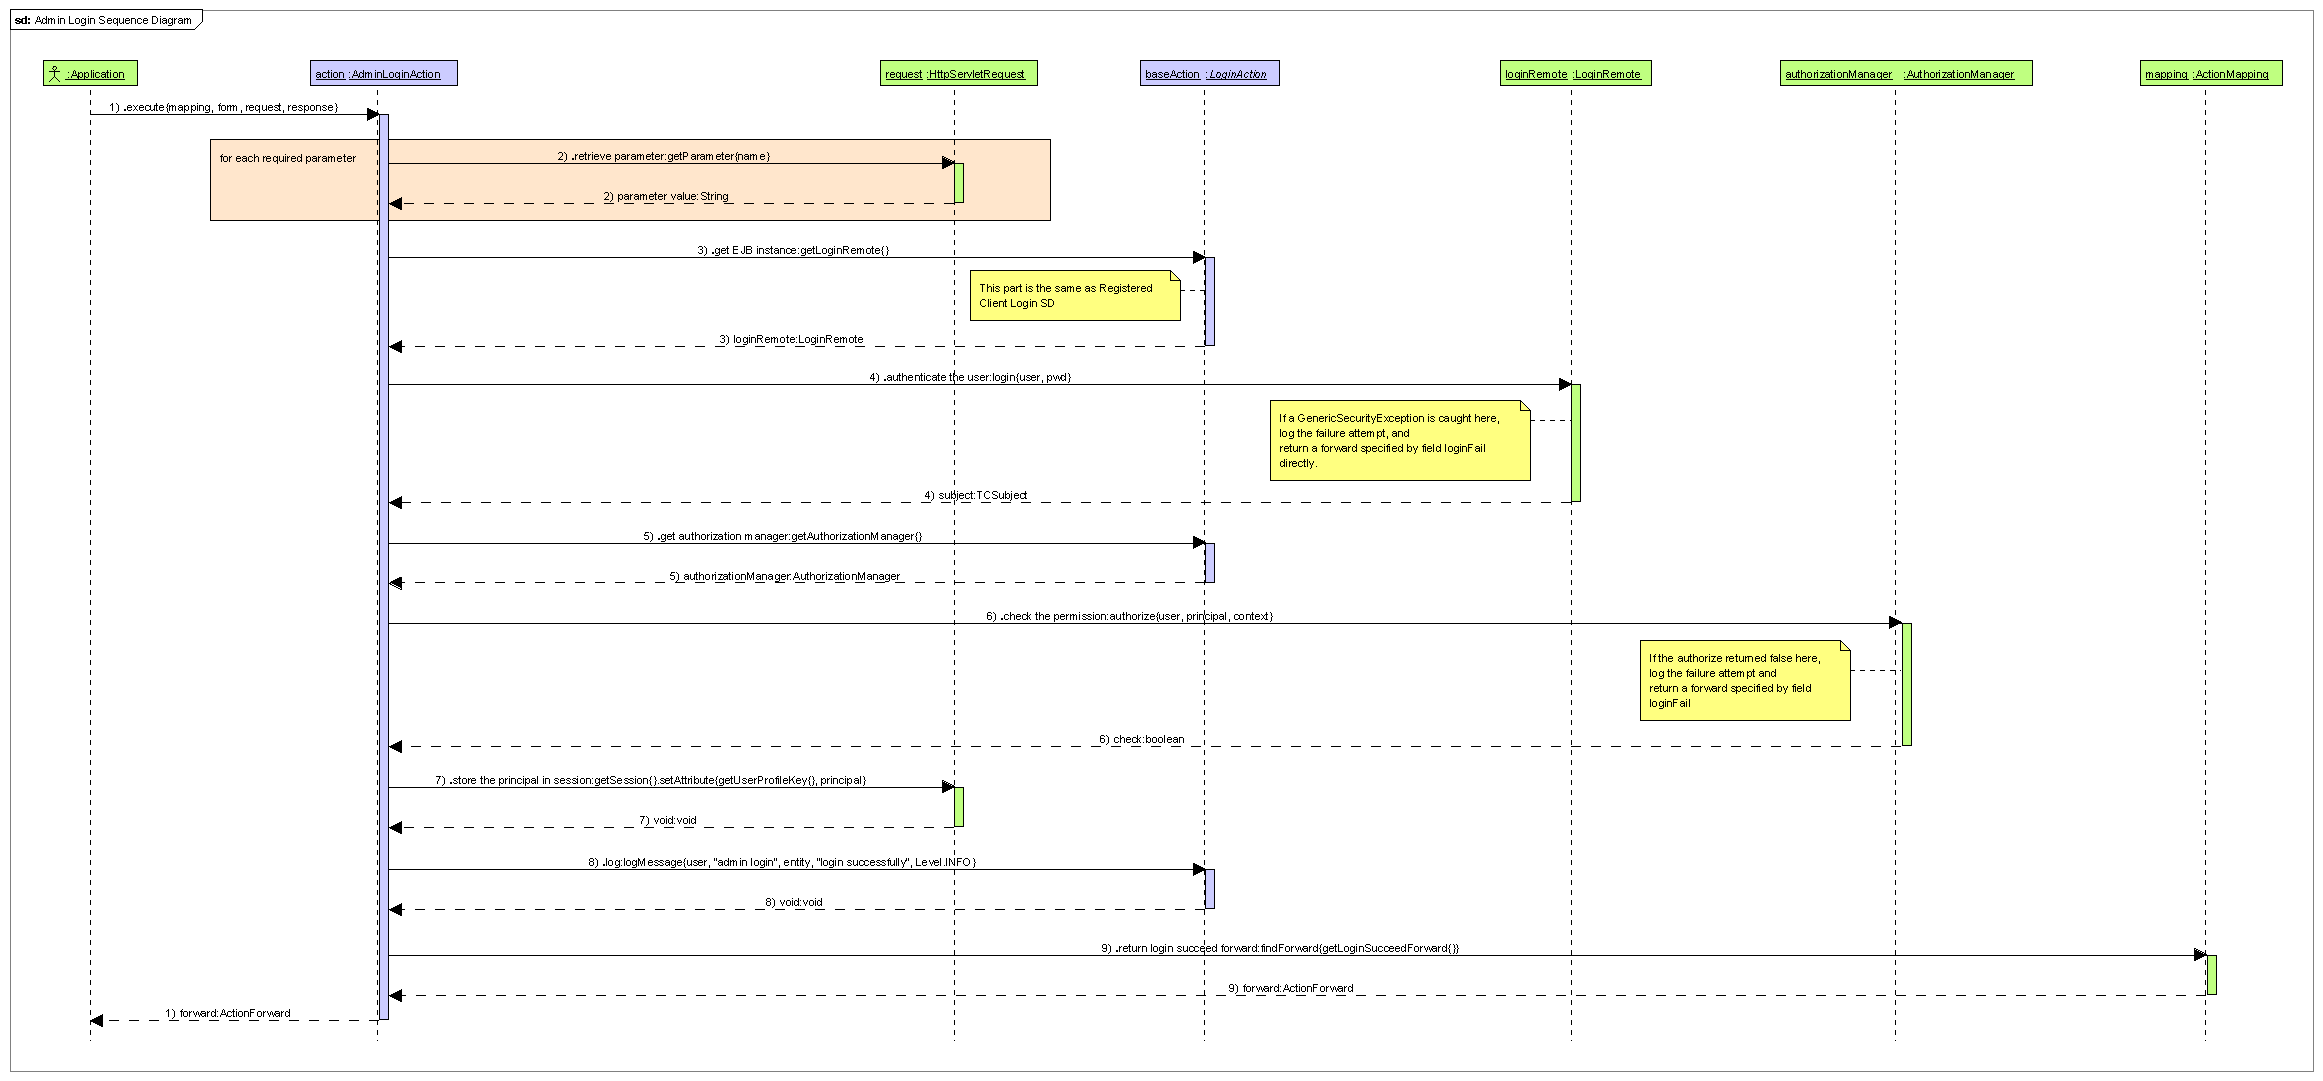 sd: Admin Login Sequence Diagram
:Application
action :AdminLoginAction
request :HttpServletRequest
baseAction :LoginAction
loginRemote :LoginRemote
authorizationManager :AuthorizationManager
mapping :ActionMapping
1) .execute{mapping, form, request, response}
for each required parameter
2) .retrieve parameter:getParameter{name}
2) parameter value:String
3) .get EJB instance:getLoginRemote{}
This part is the same as Registered
Client Login SD
3) loginRemote:LoginRemote
4) .authenticate the user:login{user, pwd}
If a GenericSecurityException is caught here,
log the failure attempt, and
return a forward specified by field loginFail
directly.
4) subject:TCSubject
5) .get authorization manager:getAuthorizationManager{}
5) authorizationManager:AuthorizationManager
6) .check the permission:authorize{user, principal, context}
If the authorize returned false here,
log the failure attempt and
return a forward specified by field
loginFail
6) check:boolean
7) .store the principal in session:getSession{}.setAttribute{getUserProfileKey{}, principal}
7) void:void
8) .log:logMessage{user, "admin login", entity, "login successfully", Level.INFO}
8) void:void
9) .return login succeed forward:findForward{getLoginSucceedForward{}}
9) forward:ActionForward
1) forward:ActionForward